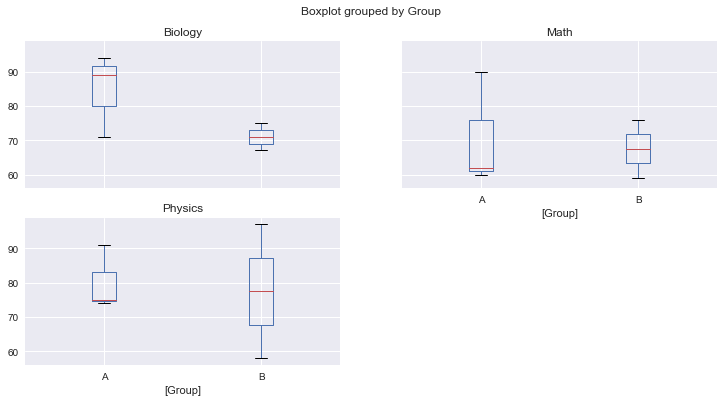 Boxplot grouped by Group
Biology
90
80
70
60
Math
A B
[Group]
Physics
90
80
70
60
A B
[Group]